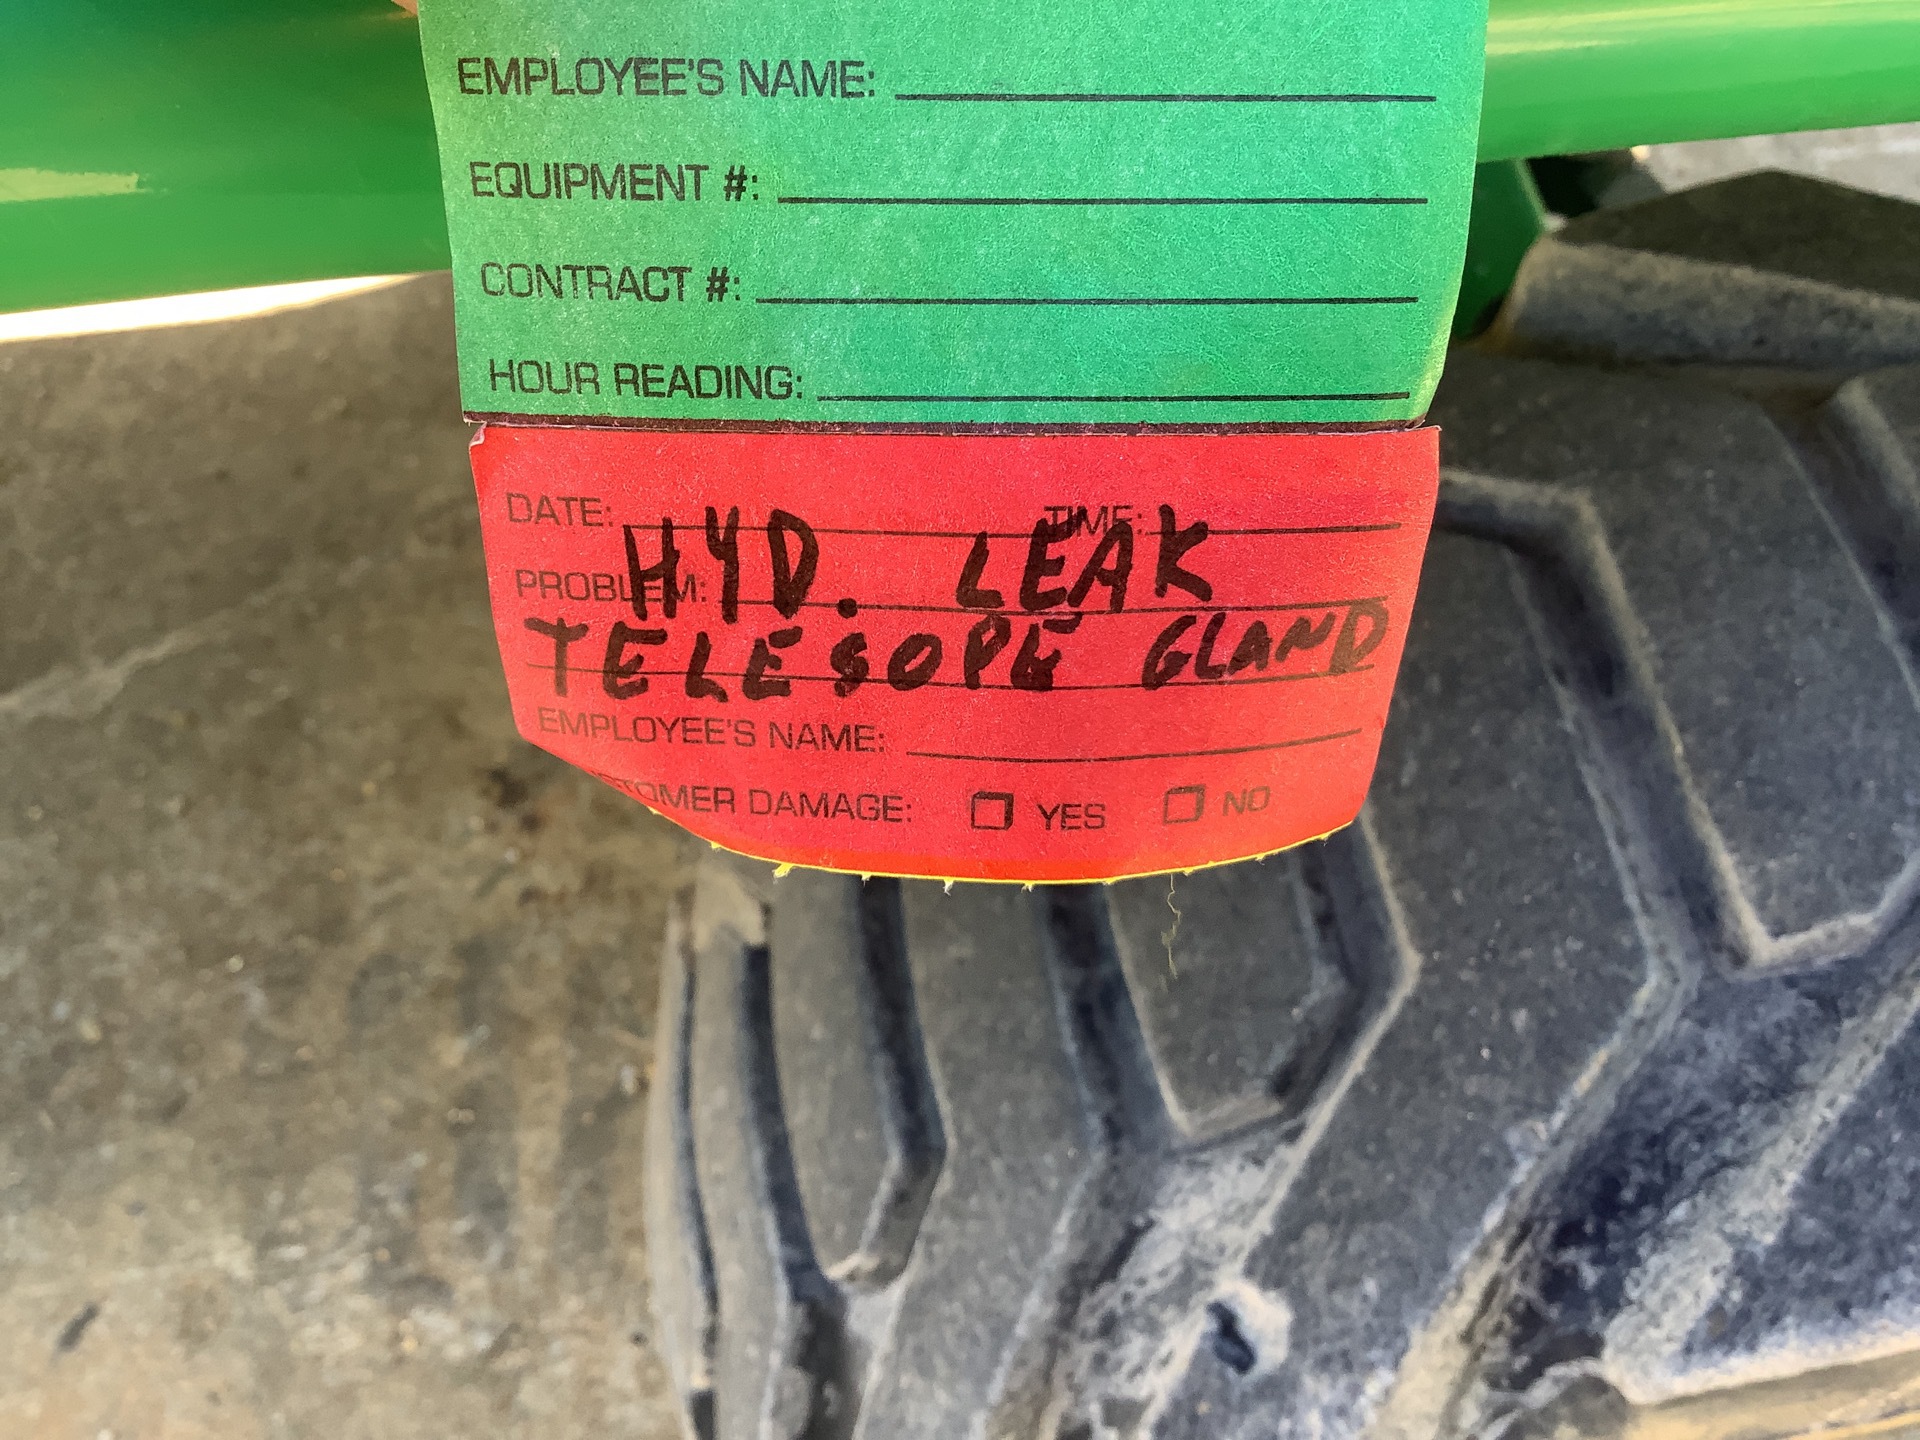 EMPLOYEE'S NAME:
EQUIPMENT #:
CONTRACT #:
HOUR READING:
DATE: TIME:
HYD. LEAK
PROBLEM:
TELESOPE GLAND
EMPLOYEE'S NAME:
DAMAGE: YES NO